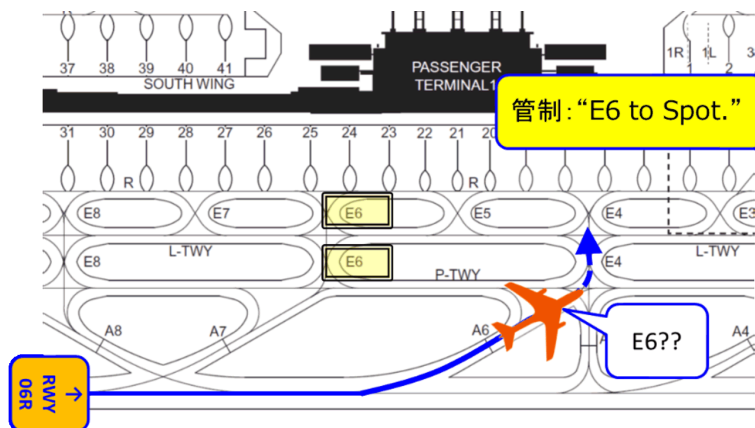 1R 1L 2 3
37 38 39 40 41
SOUTH WING
PASSENGER
TERMINAL1
管制:“E6 to Spot.”
31 30 29 28 27 26 25 24 23 22 21 20
R R
E8 E7 E6 E5 E4 E3
L-TWY L-TWY
E8 E6 E4
P-TWY
A8 A7 A6 A4
E6??
RWY
06R